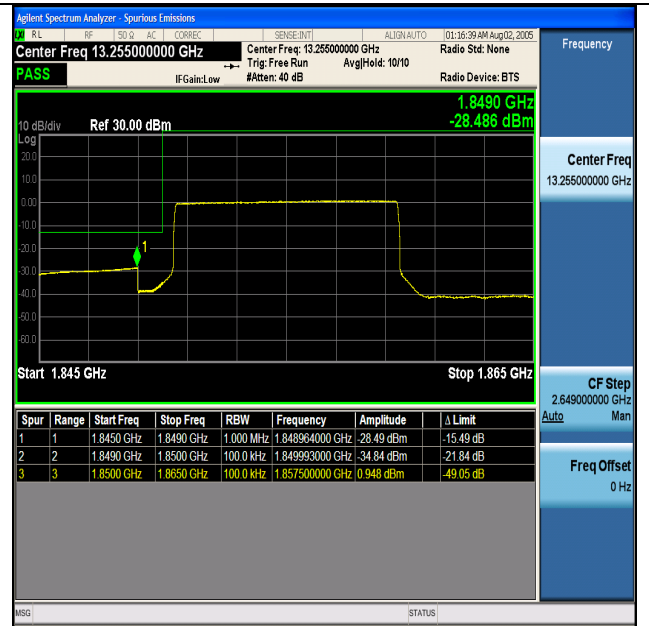 Agilent Spectrum Analyzer - Spurious Emissions
LXI RL RF 50 Ω AC CORREC SENSE:INT ALIGN AUTO 01:16:39 AM Aug 02, 2005
Center Freq 13.255000000 GHz
Center Freq: 13.255000000 GHz
Radio Std: None
Trig: Free Run Avg|Hold: 10/10
PASS IFGain:Low #Atten: 40 dB Radio Device: BTS
1.8490 GHz
10 dB/div Ref 30.00 dBm -28.486 dBm
Log
20.0
10.0
0.00
-10.0
-20.0
1
-30.0
-40.0
-50.0
-60.0
Start 1.845 GHz Stop 1.865 GHz
Spur Range Start Freq Stop Freq RBW Frequency Amplitude Δ Limit
1 1 1.8450 GHz 1.8490 GHz 1.000 MHz 1.848964000 GHz -28.49 dBm -15.49 dB
2 2 1.8490 GHz 1.8500 GHz 100.0 kHz 1.849993000 GHz -34.84 dBm -21.84 dB
3 3 1.8500 GHz 1.8650 GHz 100.0 kHz 1.857500000 GHz 0.948 dBm -49.05 dB
MSG STATUS
Frequency
Center Freq
13.255000000 GHz
CF Step
2.649000000 GHz
Auto Man
Freq Offset
0 Hz